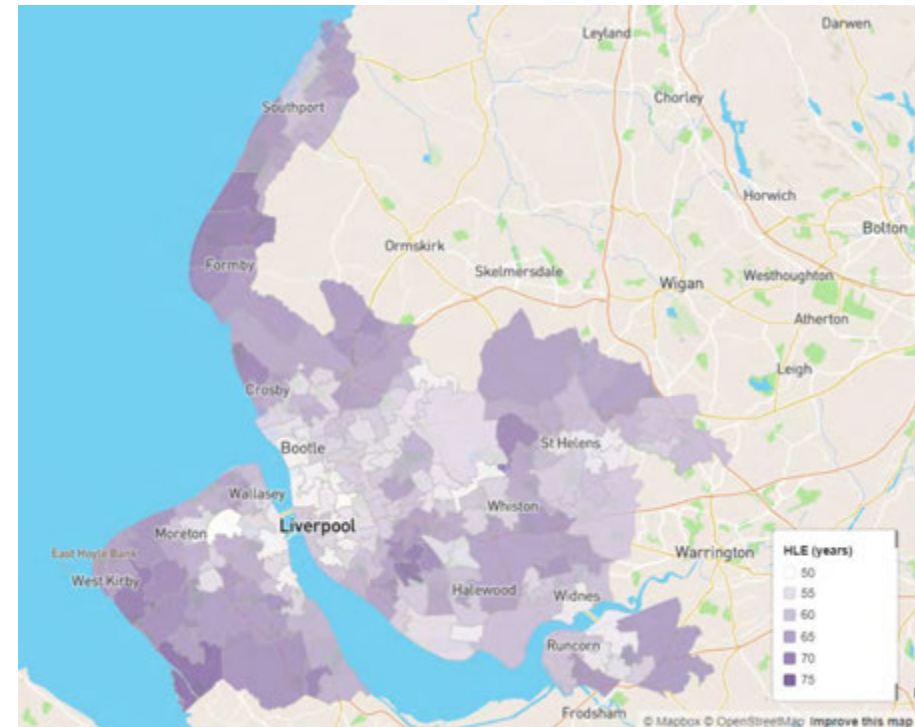 Darwen
Leyland
Chorley
Southport
Horwich
Bolton
Ormskirk
Formby
Skelmersdale
Wigan
Westhoughton
Atherton
Leigh
Crosby
Bootle
St Helens
Wallasey
Whiston
Moreton
Liverpool
East Hoyle Bank
West Kirby
Warrington
Halewood
Widnes
Runcorn
Frodsham
HLE (years)
50
55
60
65
70
75
© Mapbox © OpenStreetMap Improve this map